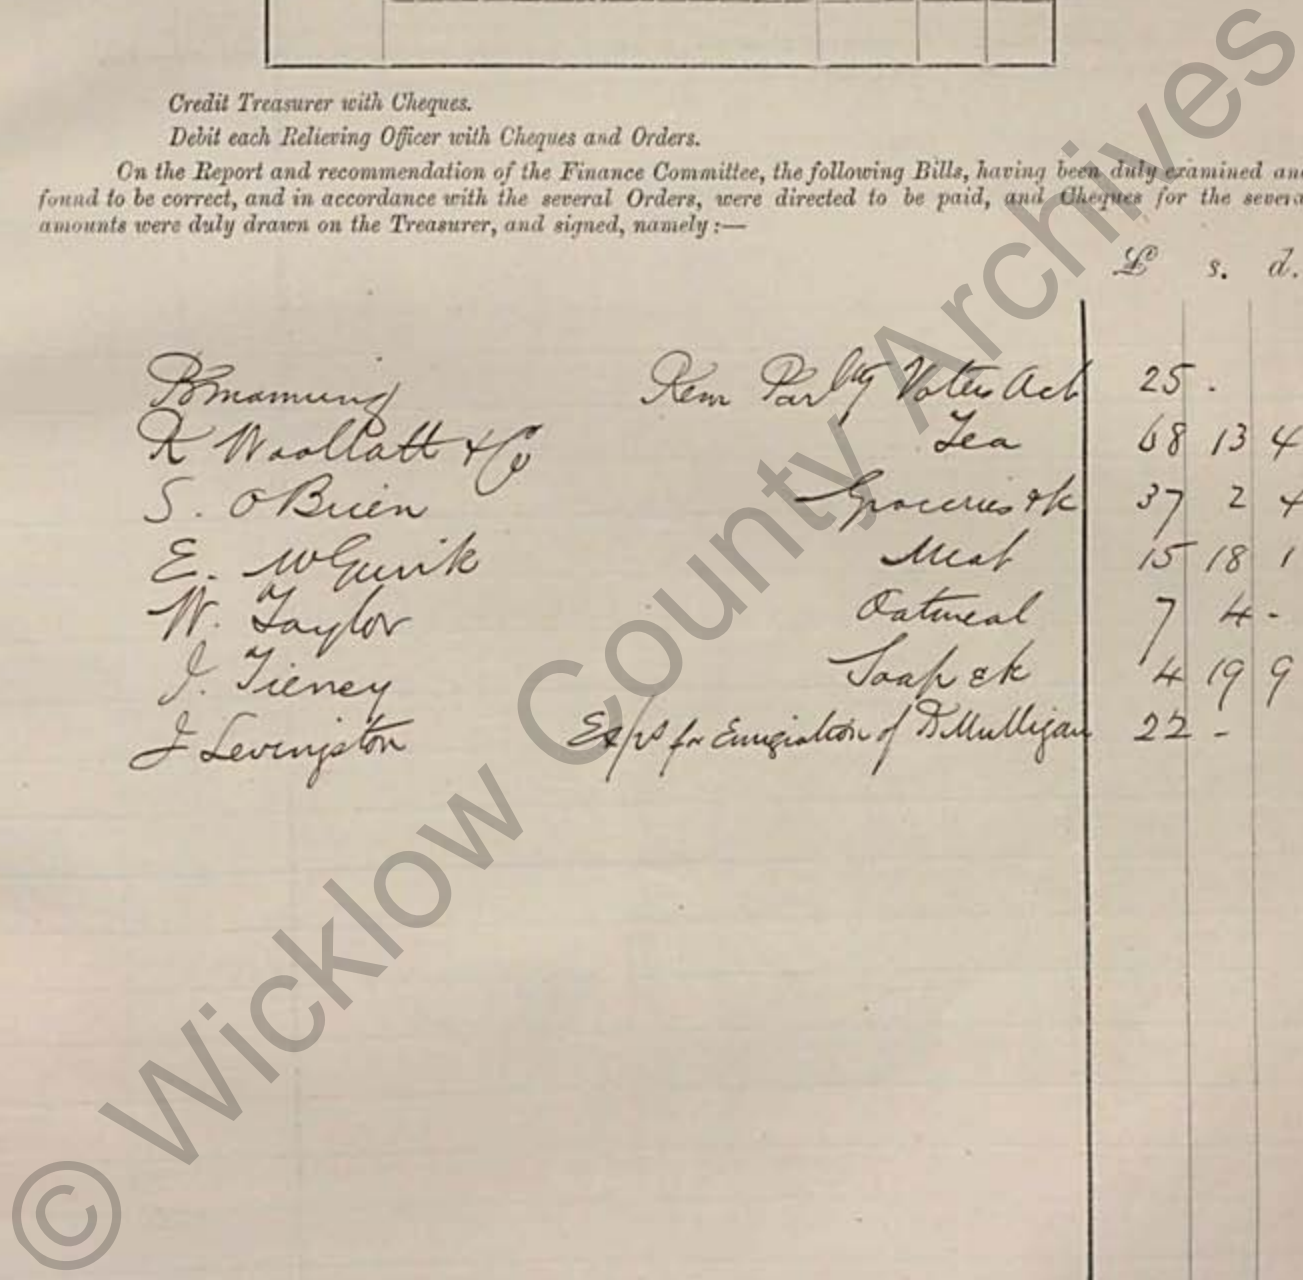 Credit Treasurer with Cheques.
Debit each Relieving Officer with Cheques and Orders.
On the Report and recommendation of the Finance Committee, the following Bills, having been duly examined an
found to be correct, and in accordance with the several Orders, were directed to be paid, and Cheques for the severa
amounts were duly drawn on the Treasurer, and signed, namely :—
£ s. d.
B Manning Rem Parlty Voters Act 25 .
R Woollatt & Co Tea 68 13 4
S. O'Brien Groceries &c 37 2 4
E. Meat 15 18 1
W. Taylor Oatmeal 7 4 -
J. Tierney Soap &c 4 19 9
J Levingston Exps for Emigration of D Mulligan 22 -
© Wicklow County Archives